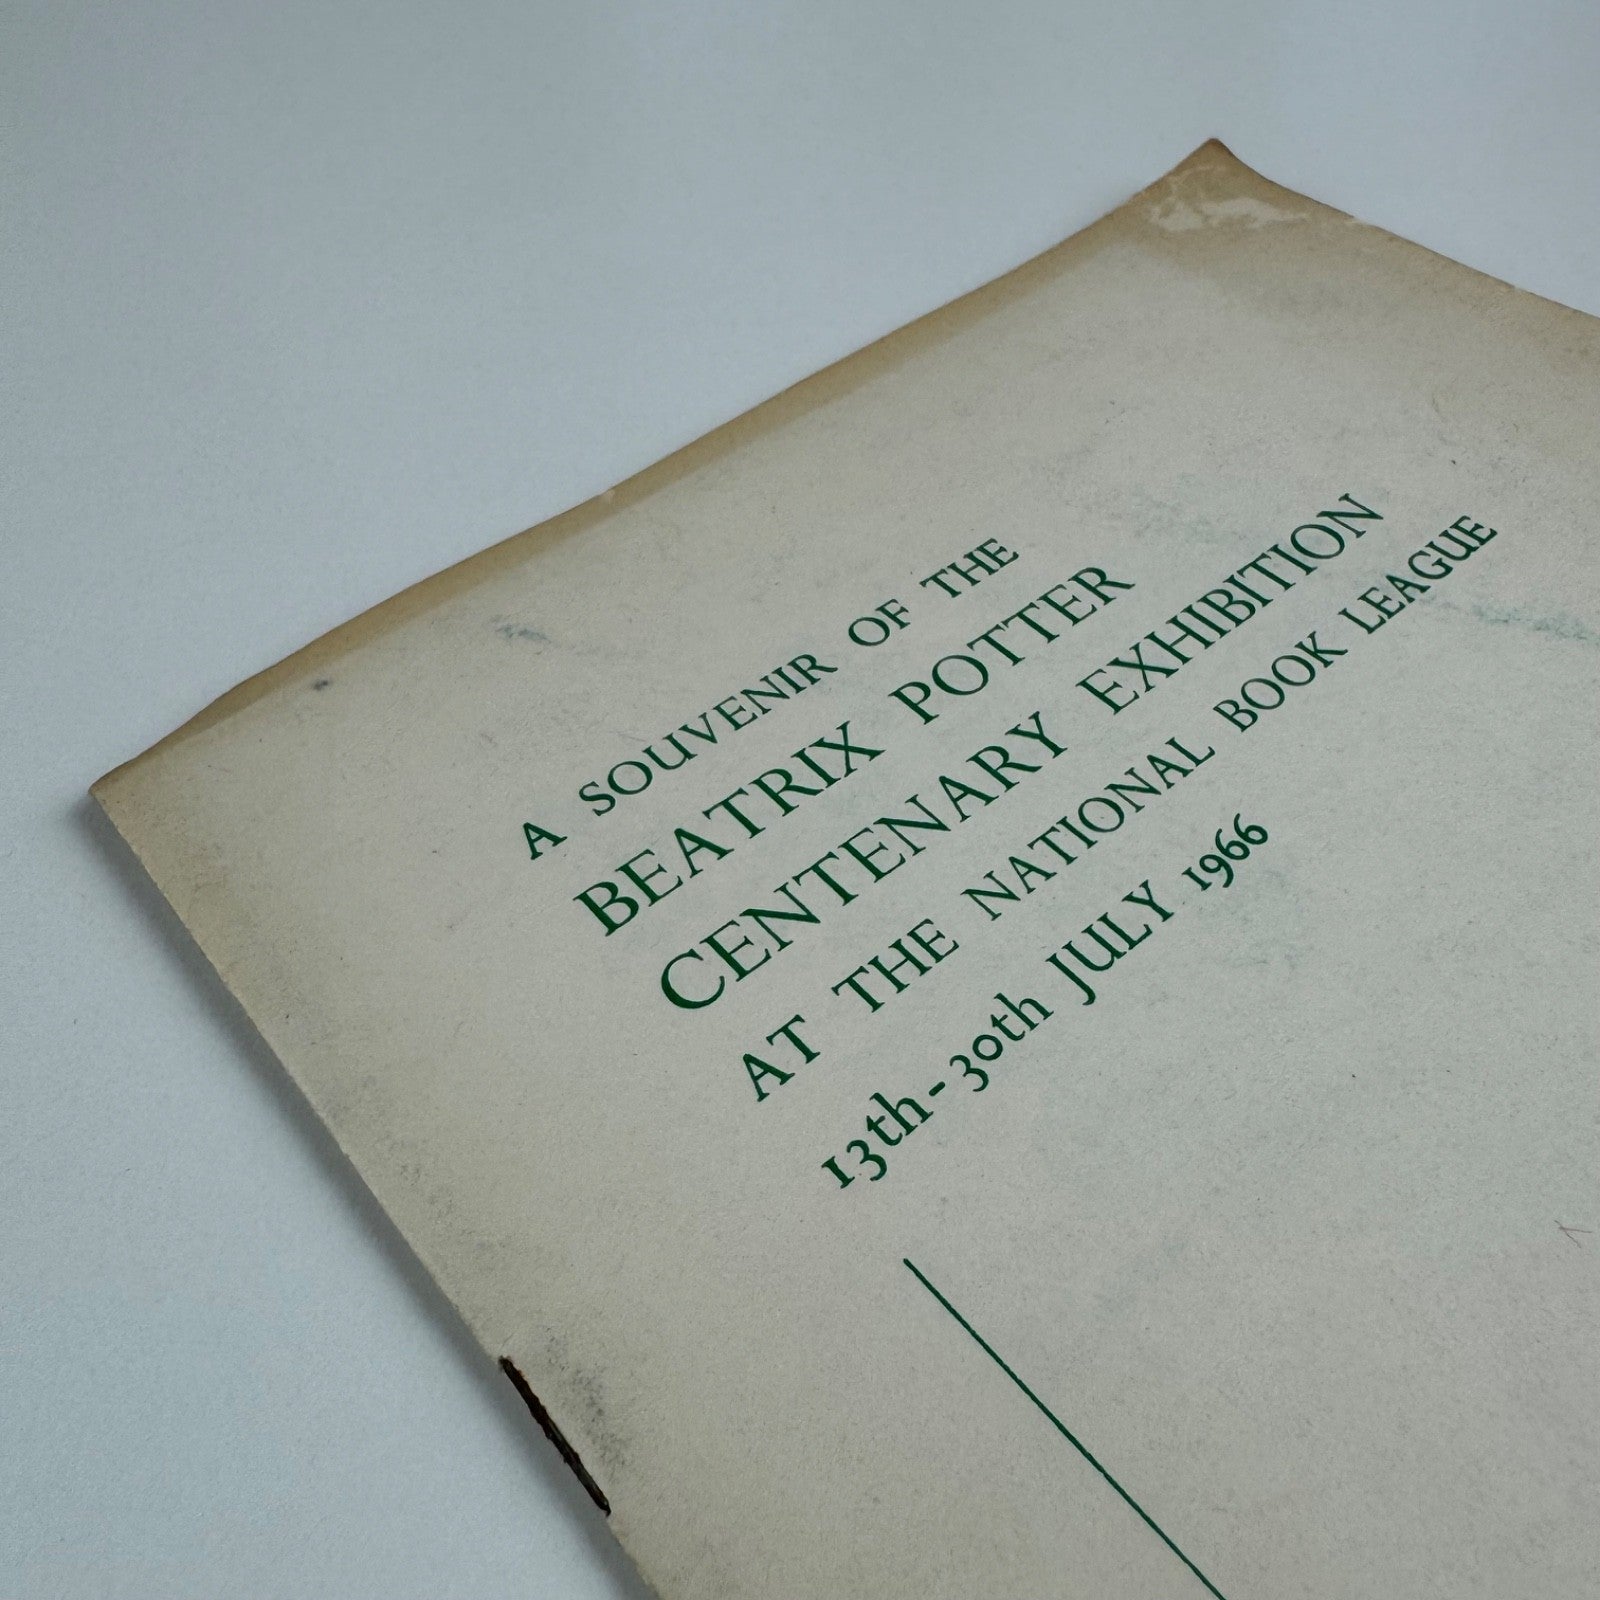 A SOUVENIR OF THE
BEATRIX POTTER
CENTENARY EXHIBITION
AT THE NATIONAL BOOK LEAGUE
13th-30th JULY 1966